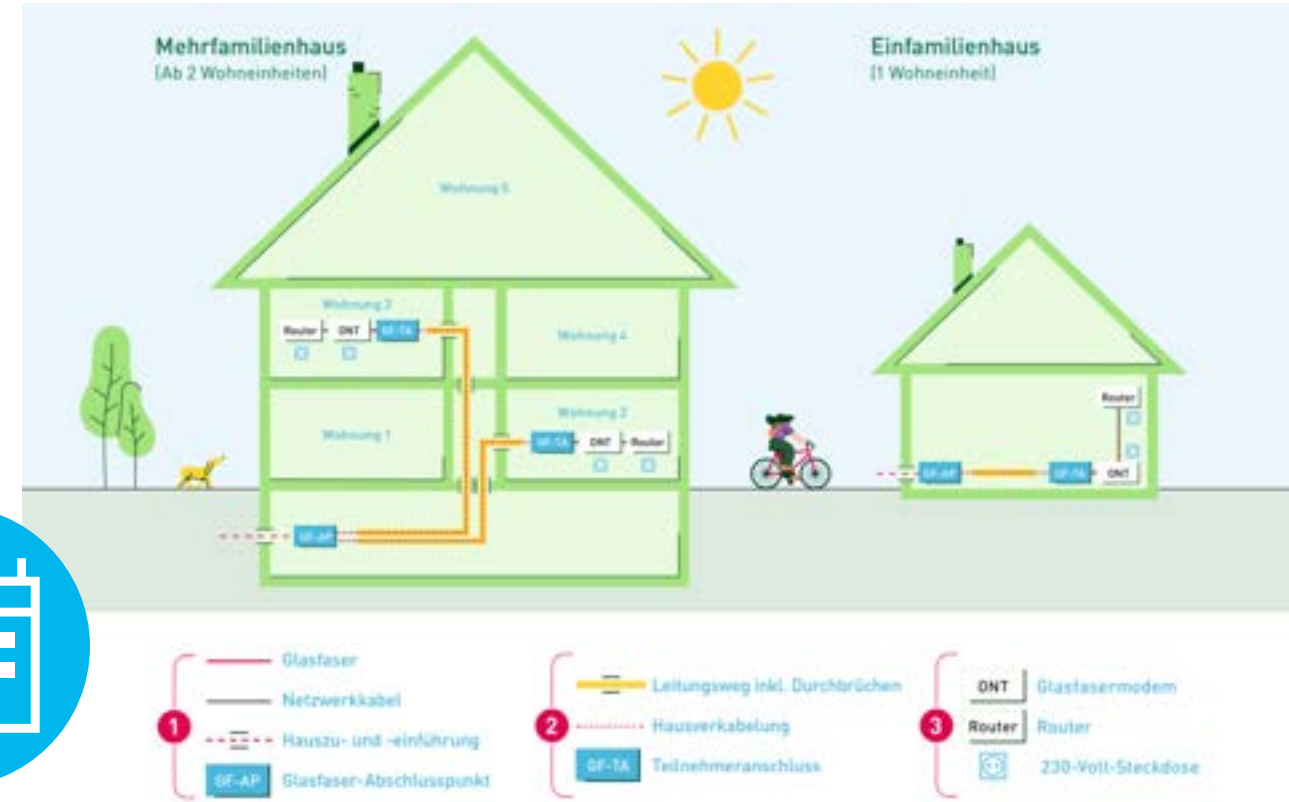 Mehrfamilienhaus
(Ab 2 Wohneinheiten)
Einfamilienhaus
(1 Wohneinheit)
Wohnung 5
Wohnung 3
Router
ONT
GF-TA
Wohnung 4
Wohnung 1
Wohnung 2
GF-TA
ONT
Router
Router
GF-AP
GF-TA
ONT
GF-AP
1
Glasfaser
Netzwerkkabel
Hauszu- und -einführung
GF-AP
Glasfaser-Abschlusspunkt
2
Leitungsweg inkl. Durchbrüchen
Hausverkabelung
GF-TA
Teilnehmeranschluss
3
ONT
Glasfasermodem
Router
Router
230-Volt-Steckdose